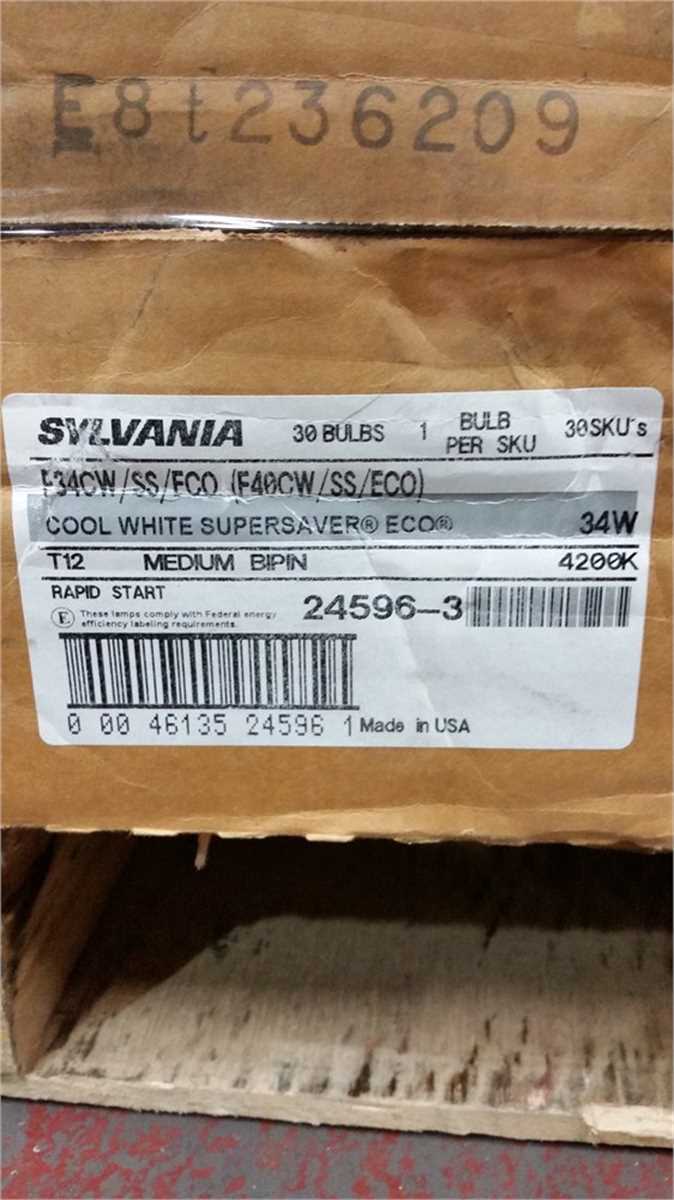 E8t236209
SYLVANIA 30 BULBS 1 BULB PER SKU 30SKU's
F34CW/SS/ECO (F40CW/SS/ECO)
COOL WHITE SUPERSAVER® ECO® 34W
T12 MEDIUM BIPIN 4200K
RAPID START
E These lamps comply with Federal energy efficiency labeling requirements. 24596-3
0 00 46135 24596 1 Made in USA